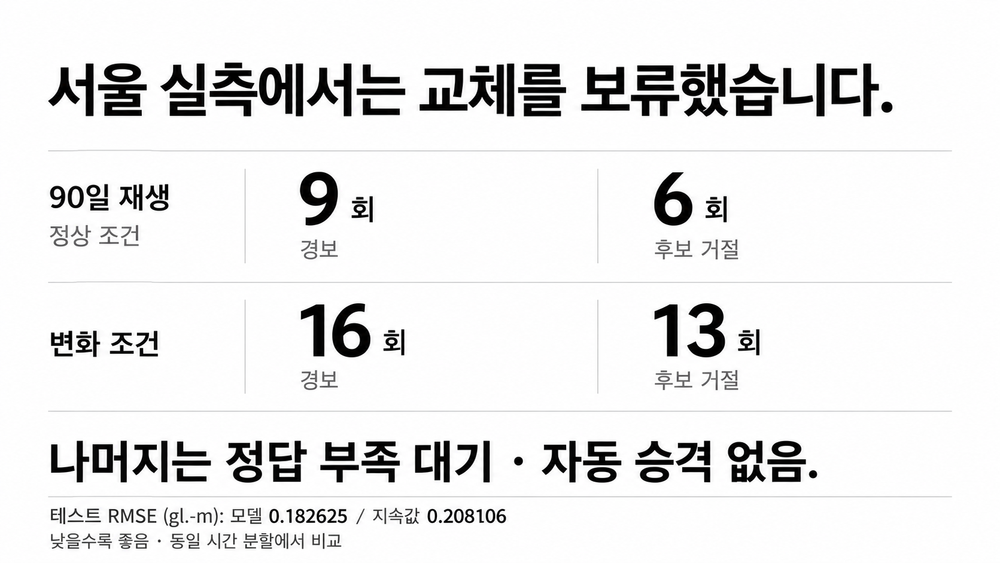 서울 실측에서는 교체를 보류했습니다.
90일 재생
정상 조건
9 회
경보
6 회
후보 거절
변화 조건
16 회
경보
13 회
후보 거절
나머지는 정답 부족 대기 · 자동 승격 없음.
테스트 RMSE (gl.-m): 모델 0.182625 / 지속값 0.208106
낮을수록 좋음 · 동일 시간 분할에서 비교